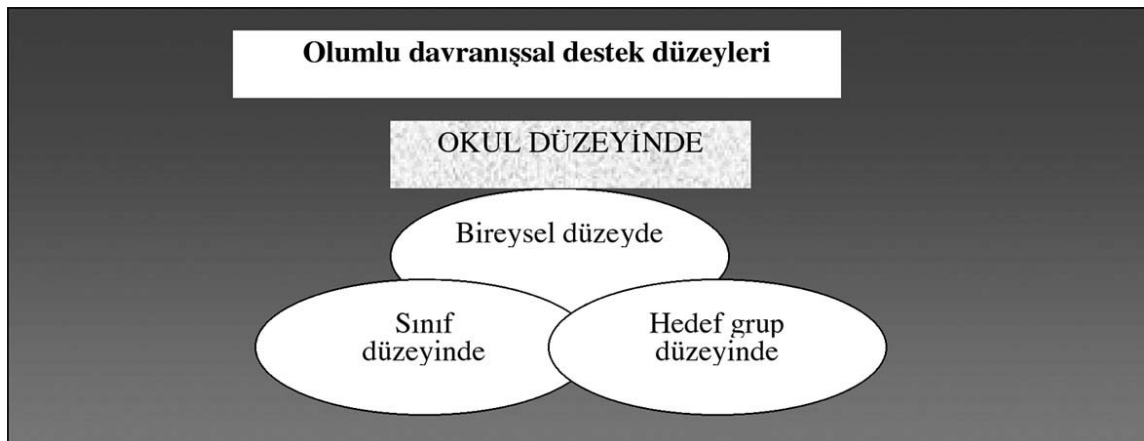 Olumlu davranışsal destek düzeyleri
OKUL DÜZEYİNDE
Bireysel düzeyde
Sınıf
düzeyinde
Hedef grup
düzeyinde